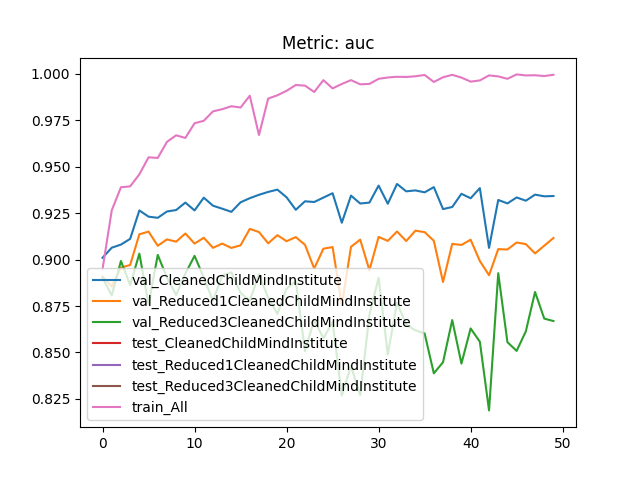 Metric: auc
1.000
0.975
0.950
0.925
0.900
0.875
0.850
0.825
val_CleanedChildMindInstitute
val_Reduced1CleanedChildMindInstitute
val_Reduced3CleanedChildMindInstitute
test_CleanedChildMindInstitute
test_Reduced1CleanedChildMindInstitute
test_Reduced3CleanedChildMindInstitute
train_All
0 10 20 30 40 50